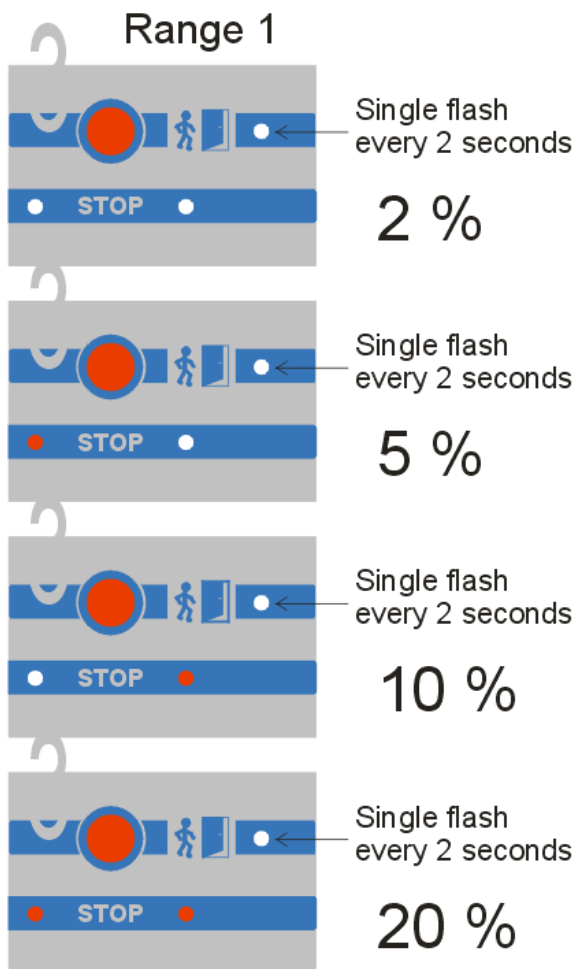 Range 1
Single flash
every 2 seconds
STOP
2 %
Single flash
every 2 seconds
STOP
5 %
Single flash
every 2 seconds
STOP
10 %
Single flash
every 2 seconds
STOP
20 %